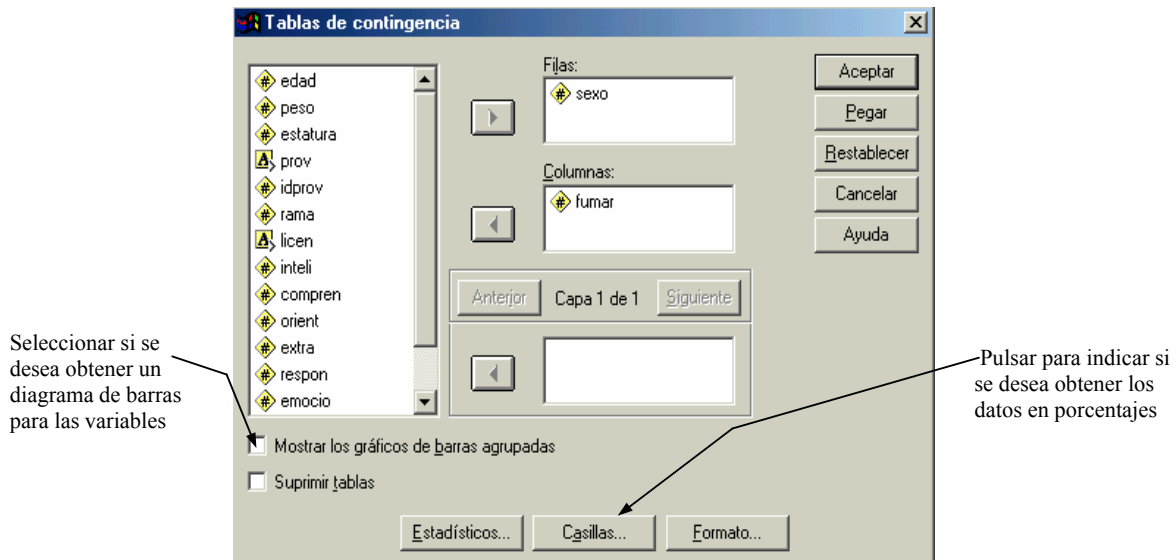 Tablas de contingencia
edad
peso
estatura
prov
idprov
rama
licen
inteli
compren
orient
extra
respon
emocio
Filas:
sexo
Columnas:
fumar
Anterior
Capa 1 de 1
Siguiente
Aceptar
Pegar
Restablecer
Cancelar
Ayuda
Mostrar los gráficos de barras agrupadas
Suprimir tablas
Estadísticos...
Casillas...
Formato...
Seleccionar si se
desea obtener un
diagrama de barras
para las variables
Pulsar para indicar si
se desea obtener los
datos en porcentajes